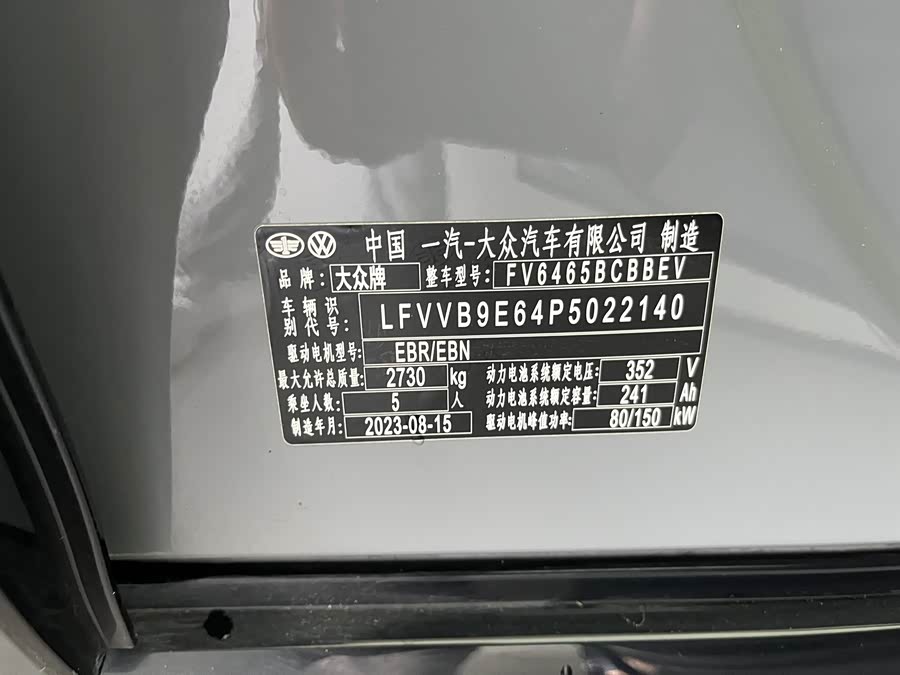 中国 一汽-大众汽车有限公司 制造
品牌: 大众牌 整车型号: FV6465BCBBEV
车辆识别代号: LFVVB9E64P5022140
驱动电机型号: EBR/EBN
最大允许总质量: 2730 kg 动力电池系统额定电压: 352 V
乘坐人数: 5 人 动力电池系统额定容量: 241 Ah
制造年月: 2023-08-15 驱动电机峰值功率: 80/150 kW